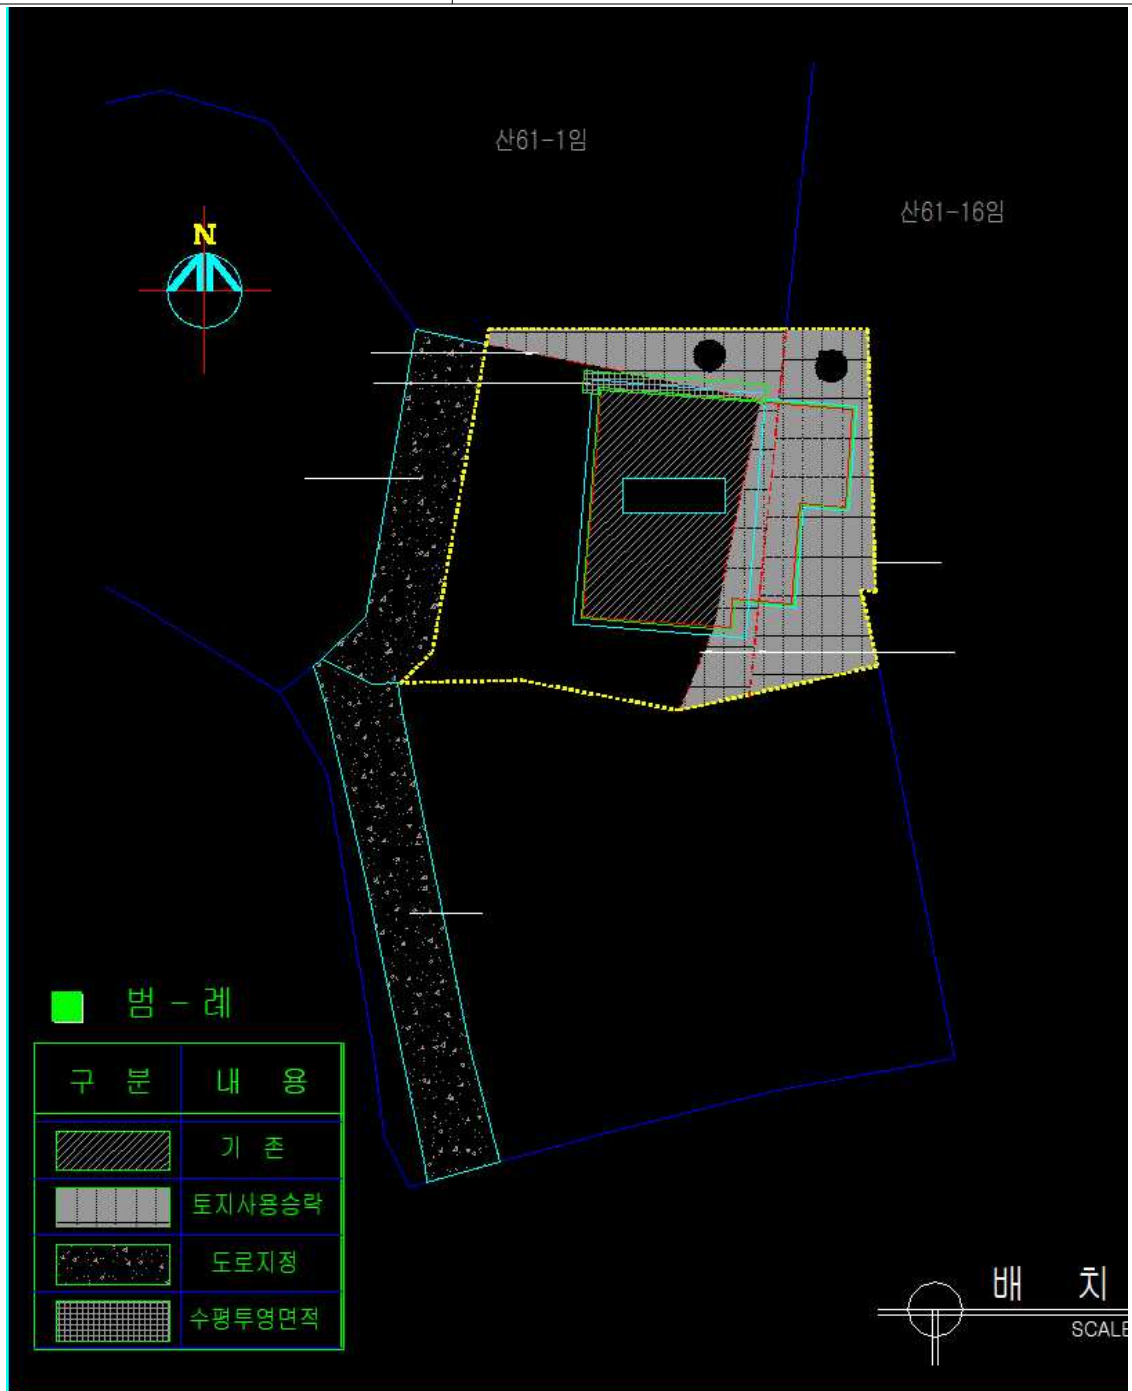 산61-1임
산61-16임
N
범 - 례
구 분 내 용
기 존
토지사용승락
도로지정
수평투영면적
배 치
SCALE